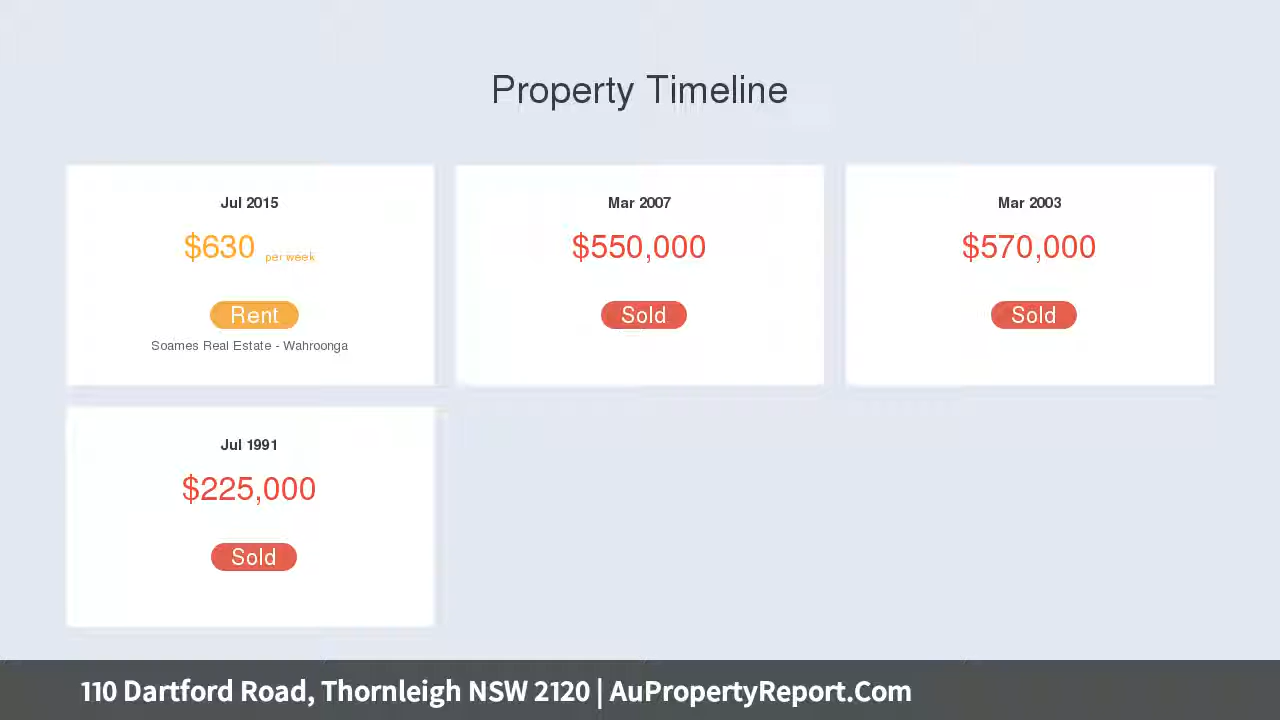 Property Timeline
Jul 2015
$630 per week
Rent
Soames Real Estate - Wahroonga
Mar 2007
$550,000
Sold
Mar 2003
$570,000
Sold
Jul 1991
$225,000
Sold
110 Dartford Road, Thornleigh NSW 2120 | AuPropertyReport.Com